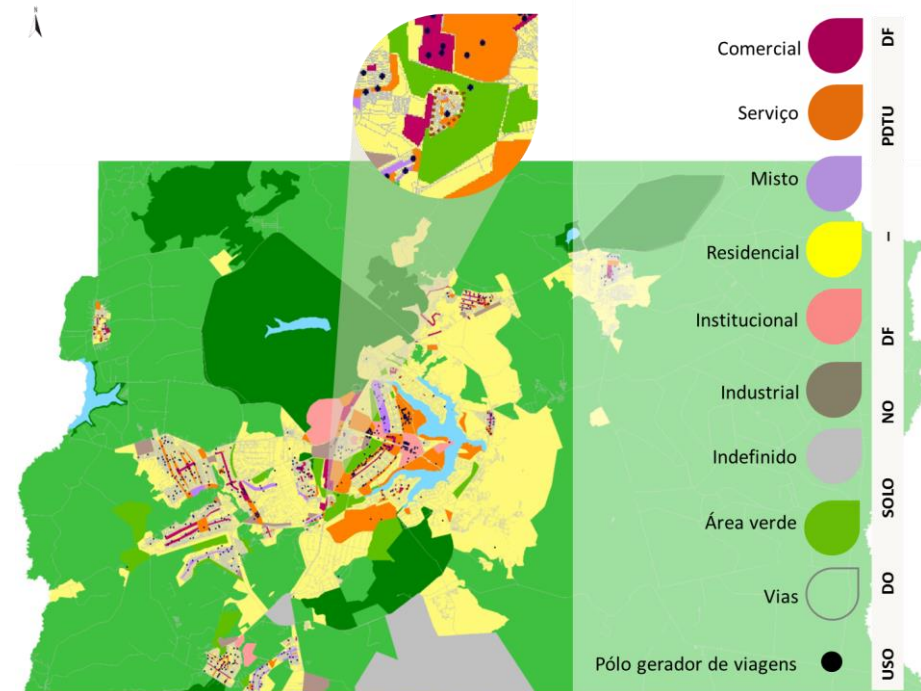 N
Comercial
Serviço
Misto
Residencial
Institucional
Industrial
Indefinido
Área verde
Vias
Pólo gerador de viagens
USO DO SOLO NO DF – PDTU DF